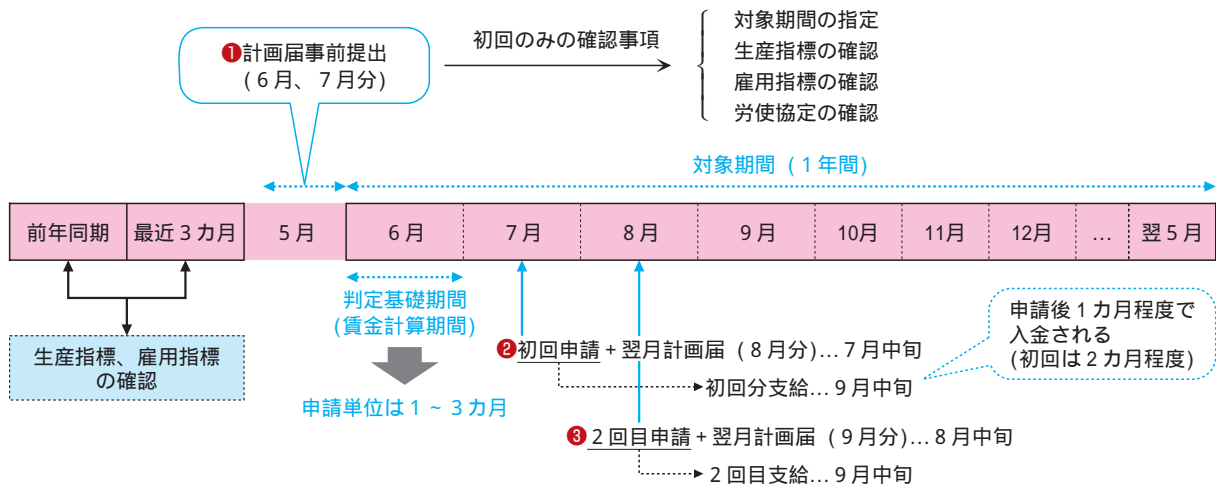 ❶計画届事前提出
(6月、7月分)
初回のみの確認事項
対象期間の指定
生産指標の確認
雇用指標の確認
労使協定の確認
対象期間(1年間)
前年同期 最近3カ月 5月 6月 7月 8月 9月 10月 11月 12月 … 翌5月
判定基礎期間
(賃金計算期間)
生産指標、雇用指標
の確認
申請単位は1~3カ月
❷初回申請+翌月計画届(8月分)…7月中旬
初回分支給…9月中旬
申請後1カ月程度で
入金される
(初回は2カ月程度)
❸2回目申請+翌月計画届(9月分)…8月中旬
2回目支給…9月中旬